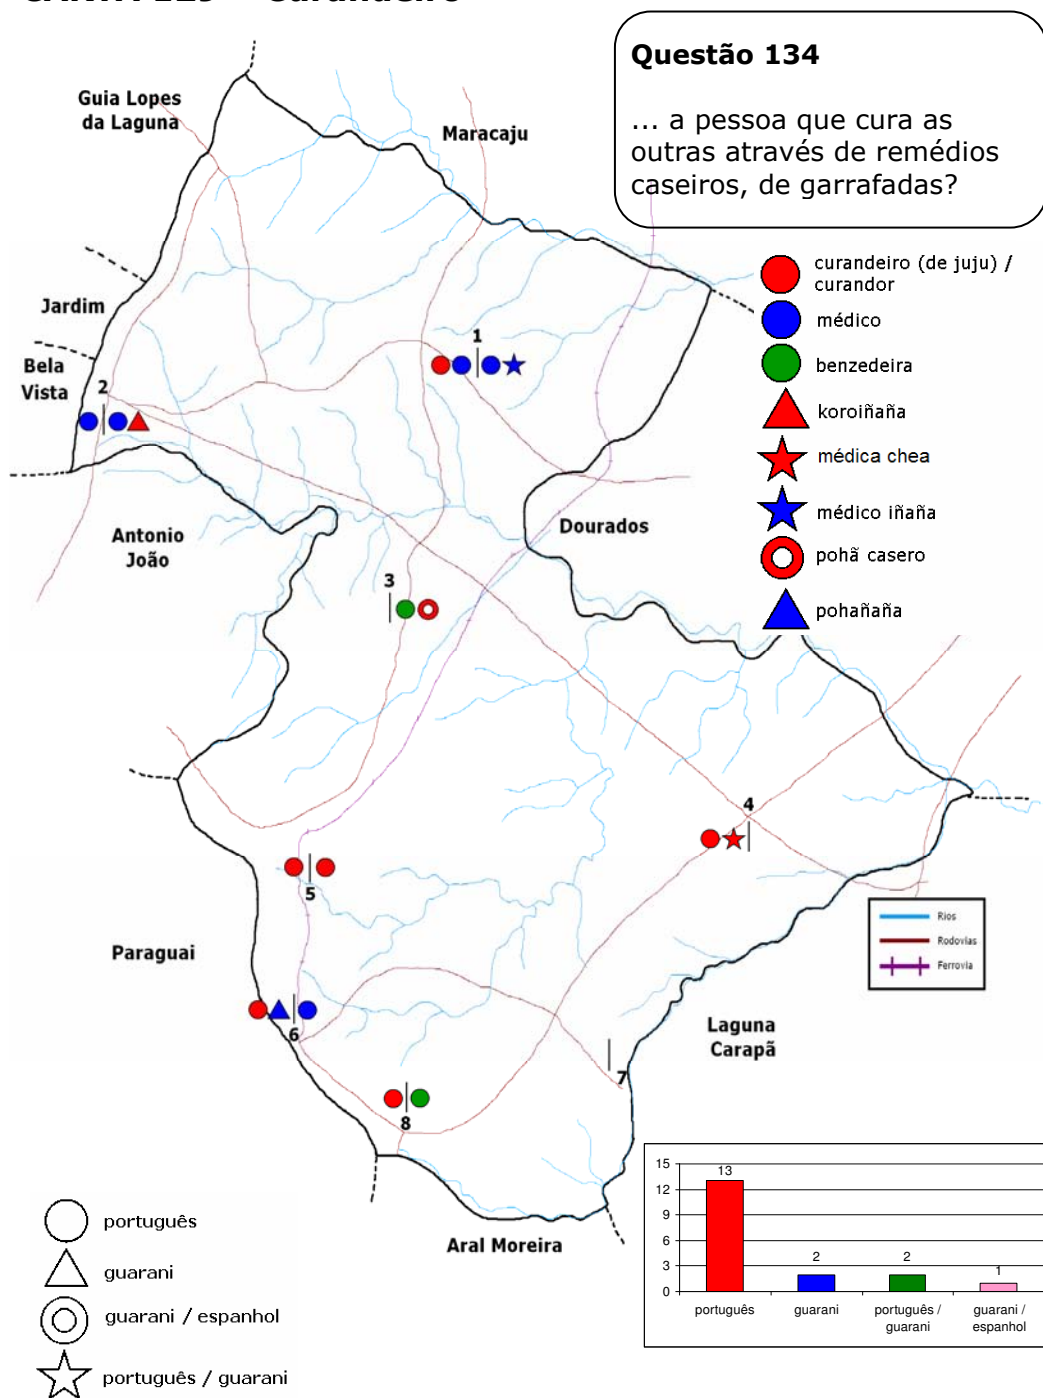 CARTA 129 – Curandeiro
Questão 134
... a pessoa que cura as
outras através de remédios
caseiros, de garrafadas?
Guia Lopes
da Laguna
Maracaju
Jardim
Bela
Vista
Antonio
João
Dourados
Paraguai
Laguna
Carapã
Aral Moreira
1
2
3
4
5
6
7
8
curandeiro (de juju) /
curandor
médico
benzedeira
koroiñaña
médica chea
médico iñaña
pohã casero
pohañaña
Rios
Rodovias
Ferrovia
português
guarani
guarani / espanhol
português / guarani
15
12
9
6
3
0
13
2
2
1
português
guarani
português /
guarani
guarani /
espanhol